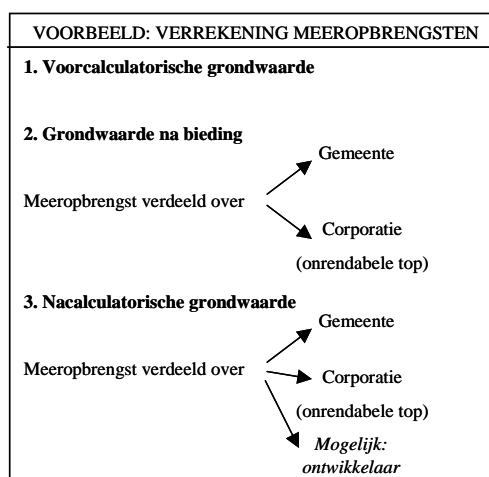 VOORBEELD: VERREKENING MEEROPBRENGSTEN
1. Voorcalculatorische grondwaarde
2. Grondwaarde na bieding
Gemeente
Meeropbrengst verdeeld over
Corporatie
(onrendabele top)
3. Nacalculatorische grondwaarde
Gemeente
Meeropbrengst verdeeld over
Corporatie
(onrendabele top)
Mogelijk:
ontwikkelaar